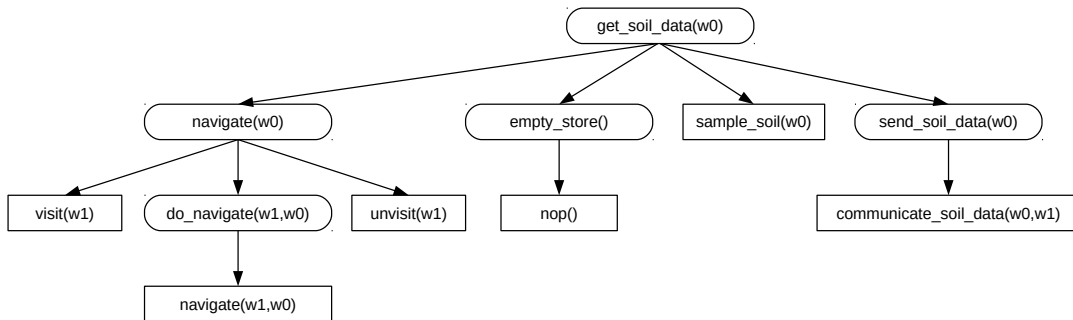 get_soil_data(w0)
navigate(w0)
empty_store()
sample_soil(w0)
send_soil_data(w0)
visit(w1)
do_navigate(w1,w0)
unvisit(w1)
nop()
communicate_soil_data(w0,w1)
navigate(w1,w0)